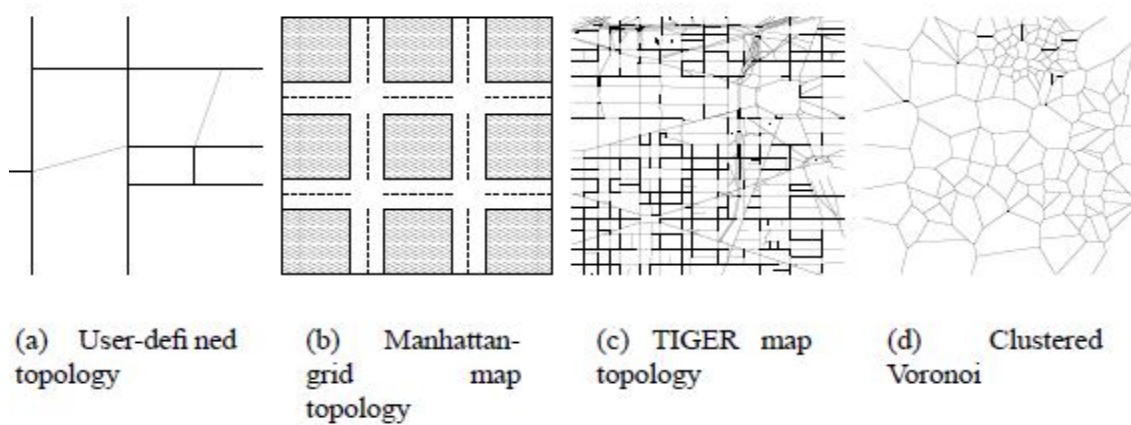 (a) User-defi ned
topology
(b) Manhattan-
grid map
topology
(c) TIGER map
topology
(d) Clustered
Voronoi